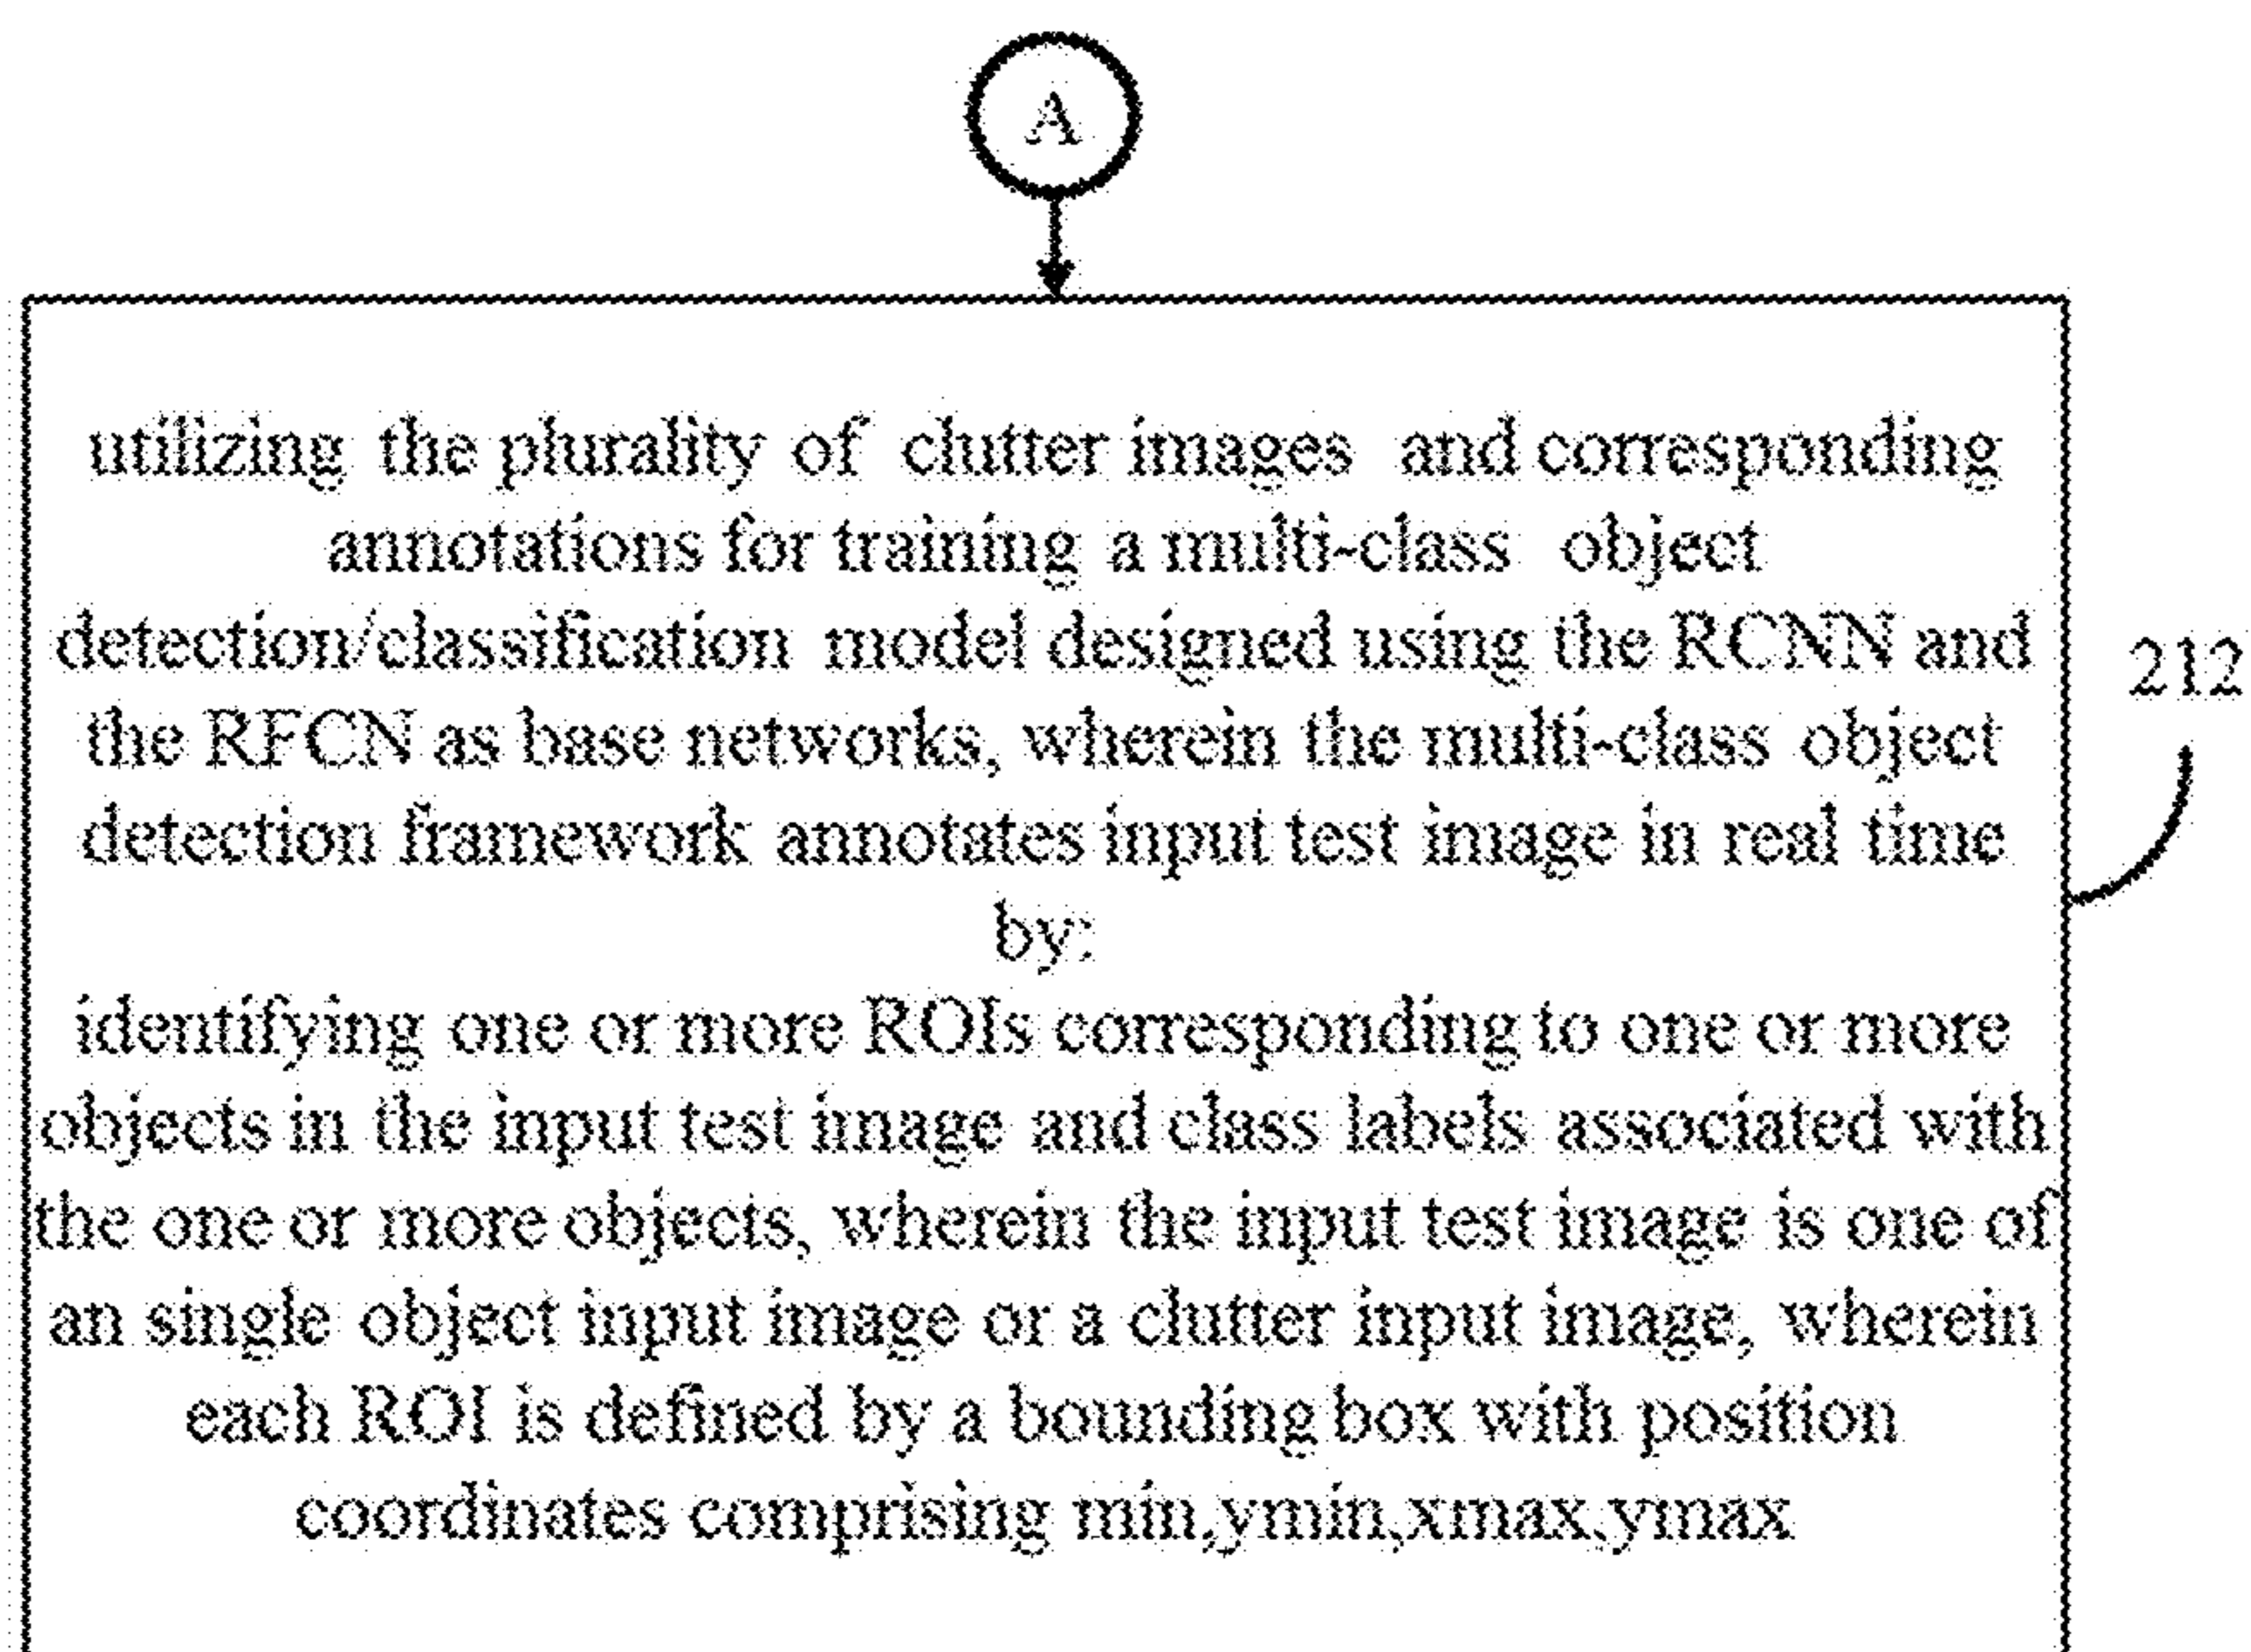 A
utilizing the plurality of clutter images and corresponding
annotations for training a multi-class object
detection/classification model designed using the RCNN and
the RFCN as base networks, wherein the multi-class object
detection framework annotates input test image in real time
by:
identifying one or more ROIs corresponding to one or more
objects in the input test image and class labels associated with
the one or more objects, wherein the input test image is one of
an single object input image or a clutter input image, wherein
each ROI is defined by a bounding box with position
coordinates comprising min,ymin,xmax,ymax
212